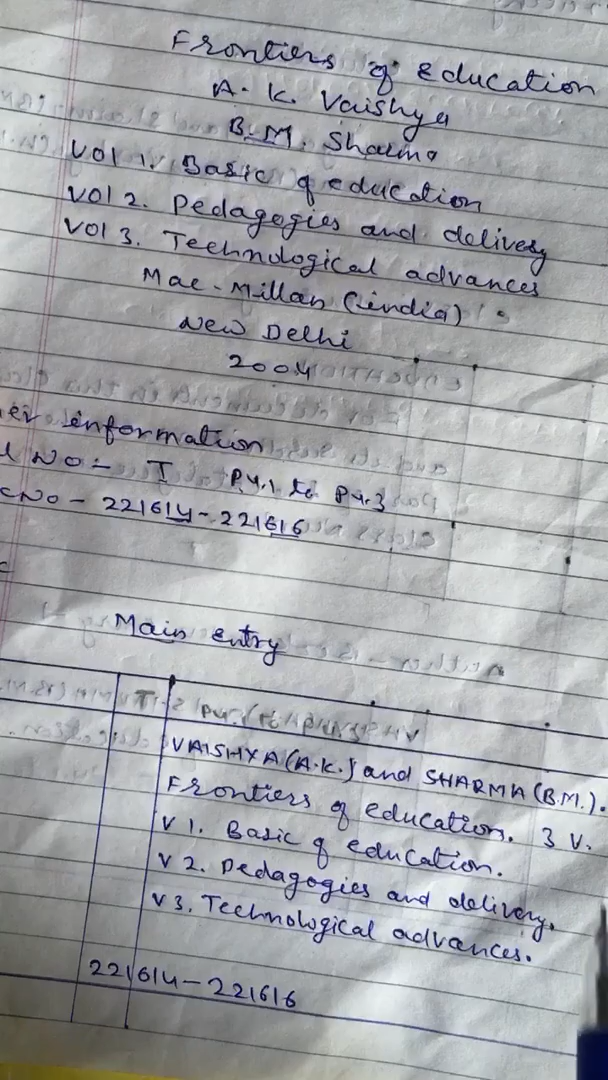 Frontiers of education
A. K. Vaishya
B. M. Sharma
Vol 1. Basic of education
Vol 2. Pedagogies and delivery
Vol 3. Technological advances
Mac-Millan (india)
New Delhi
2004
information
No - T P4.1 to P4.3
No - 221614 - 221616
Main entry
T P4.1
VAISHYA (A.K.) and SHARMA (B.M.).
Frontiers of education. 3 V.
V 1. Basic of education.
V 2. Pedagogies and delivery.
V 3. Technological advances.
221614 - 221616